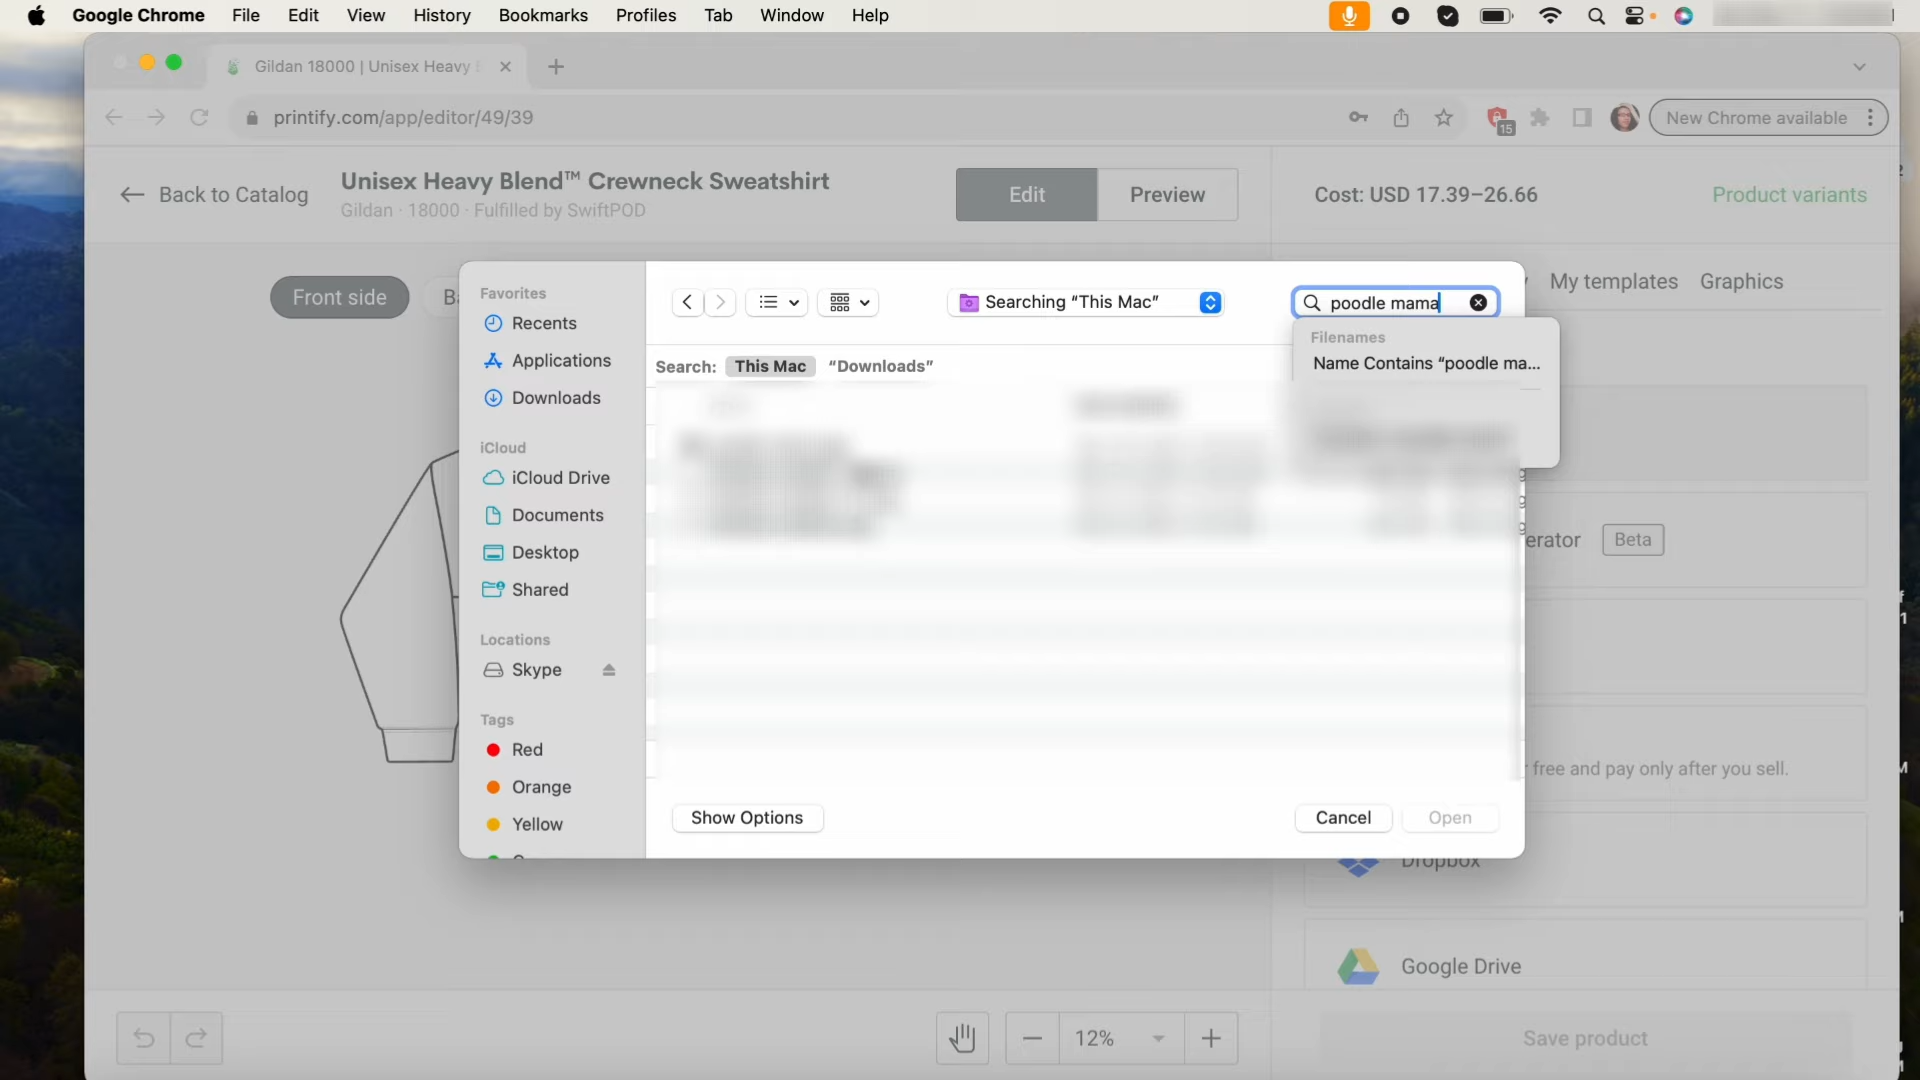 Google Chrome File Edit View History Bookmarks Profiles Tab Window Help
Gildan 18000 | Unisex Heavy
printify.com/app/editor/49/39
15
New Chrome available
Back to Catalog
Unisex Heavy Blend™ Crewneck Sweatshirt
Gildan · 18000 · Fulfilled by SwiftPOD
Edit
Preview
Cost: USD 17.39–26.66
Product variants
Front side
My templates
Graphics
Favorites
Recents
Applications
Downloads
iCloud
iCloud Drive
Documents
Desktop
Shared
Locations
Skype
Tags
Red
Orange
Yellow
Searching “This Mac”
poodle mama
Filenames
Name Contains “poodle ma...
Search: This Mac “Downloads”
Show Options
Cancel
Open
erator
Beta
free and pay only after you sell.
Dropbox
Google Drive
12%
Save product